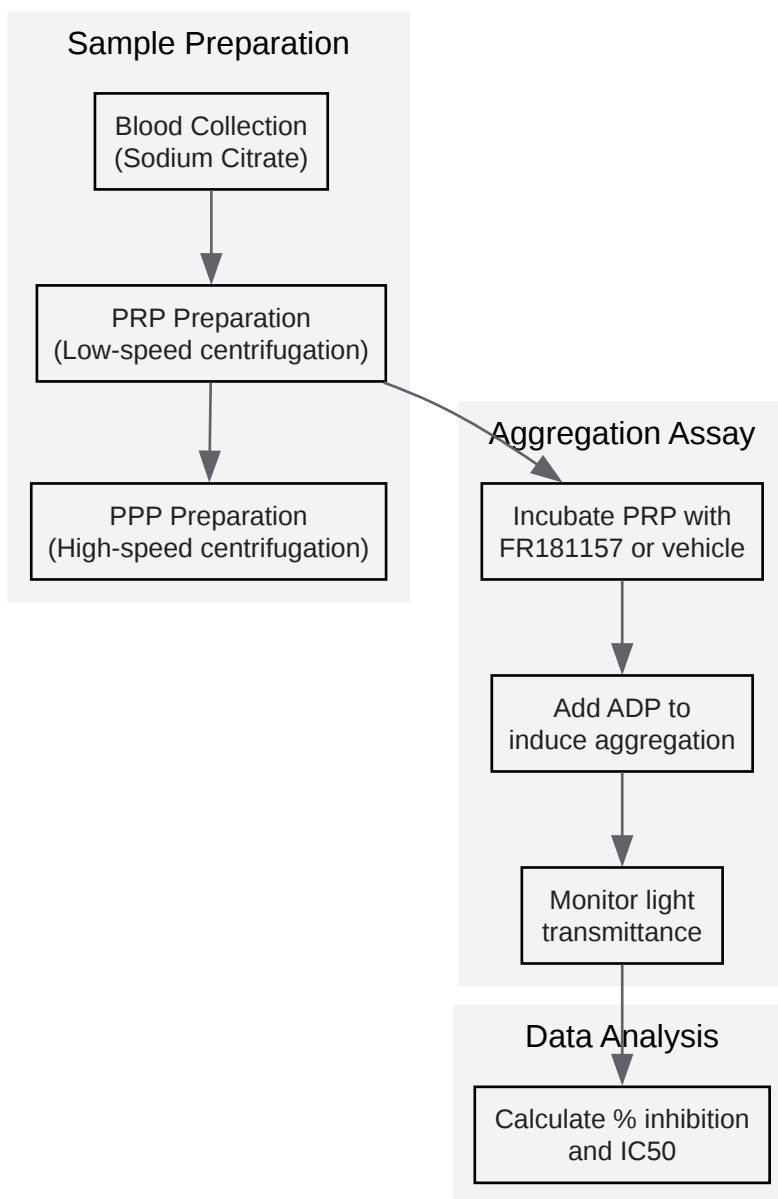 Sample Preparation
Blood Collection
(Sodium Citrate)
PRP Preparation
(Low-speed centrifugation)
PPP Preparation
(High-speed centrifugation)
Aggregation Assay
Incubate PRP with
FR181157 or vehicle
Add ADP to
induce aggregation
Monitor light
transmittance
Data Analysis
Calculate % inhibition
and IC50